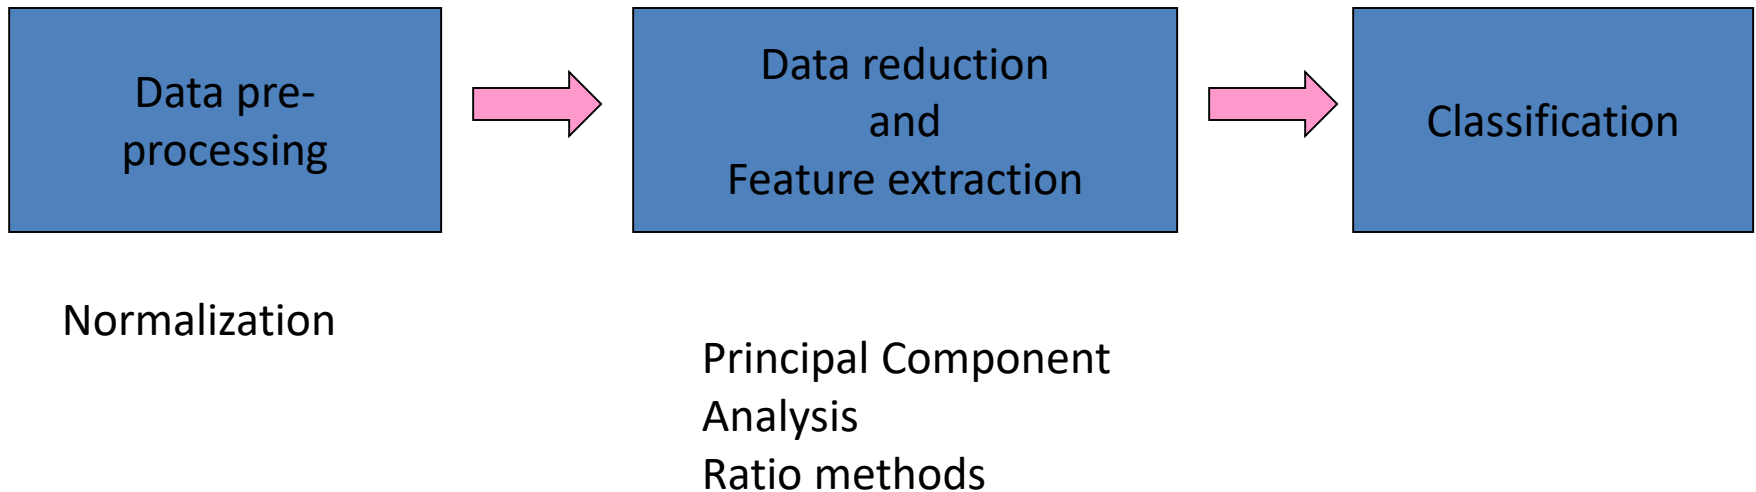 Data pre-
processing
Data reduction
and
Feature extraction
Classification
Normalization
Principal Component
Analysis
Ratio methods